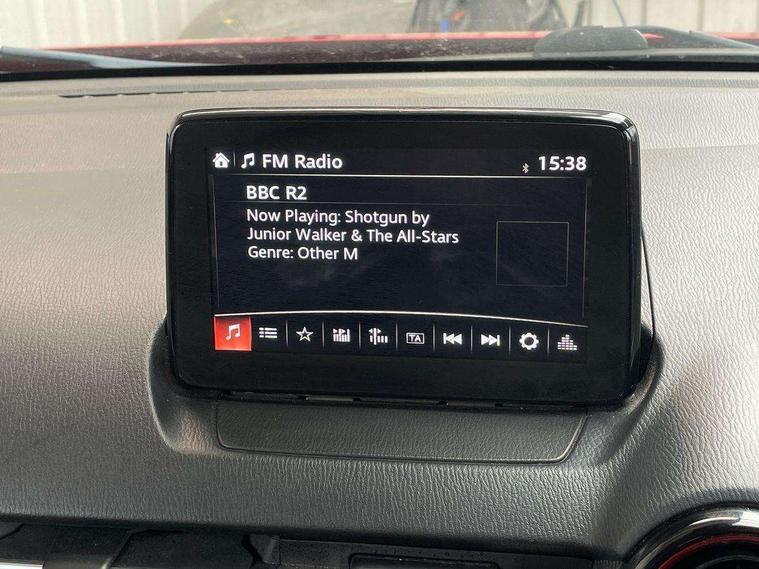 FM Radio 15:38
BBC R2
Now Playing: Shotgun by
Junior Walker & The All-Stars
Genre: Other M
TA